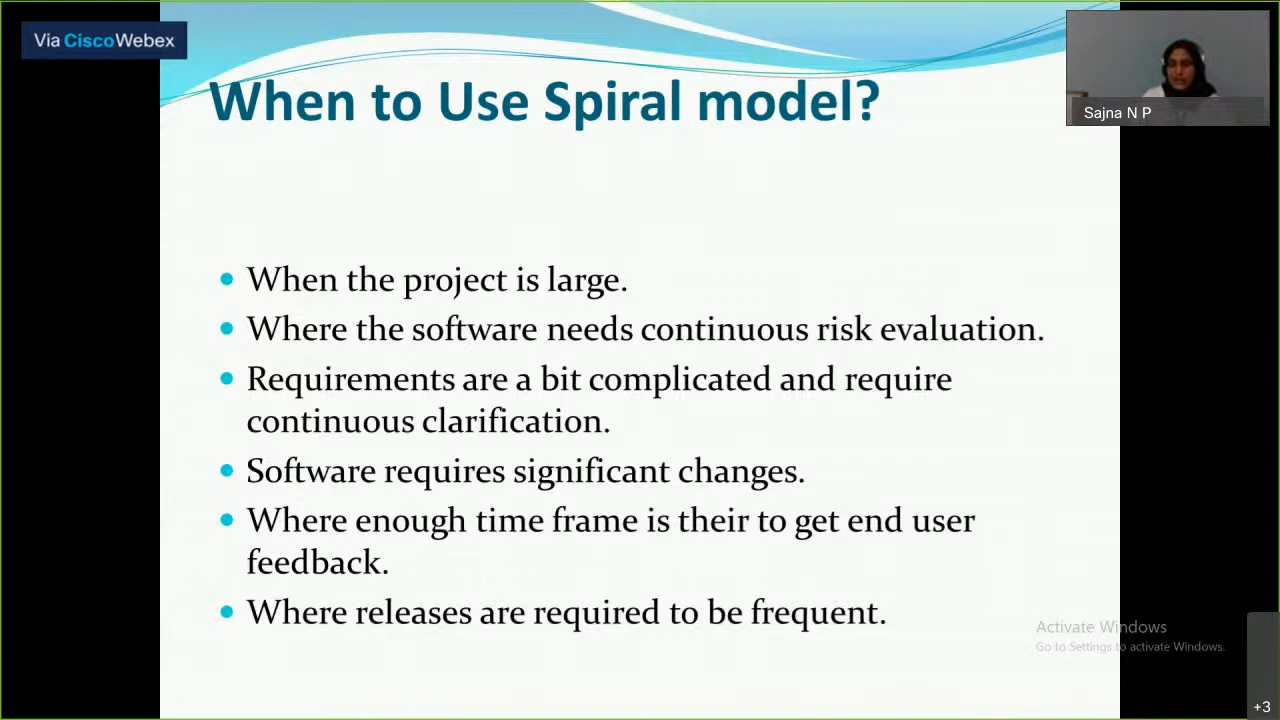 Via CiscoWebex
When to Use Spiral model?
Sajna N P
• When the project is large.
• Where the software needs continuous risk evaluation.
• Requirements are a bit complicated and require
continuous clarification.
• Software requires significant changes.
• Where enough time frame is their to get end user
feedback.
• Where releases are required to be frequent.
Activate Windows
Go to Settings to activate Windows.
+3